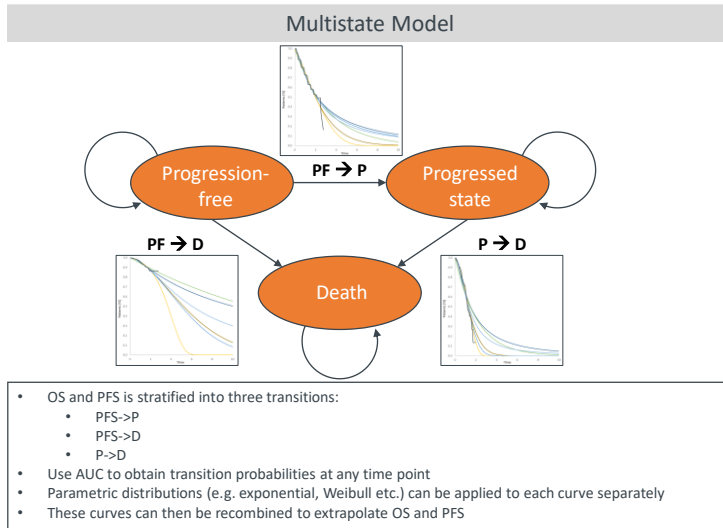 Multistate Model
PF → P
Progression-
free
Progressed
state
PF → D
P → D
Death
• OS and PFS is stratified into three transitions:
• PFS->P
• PFS->D
• P->D
• Use AUC to obtain transition probabilities at any time point
• Parametric distributions (e.g. exponential, Weibull etc.) can be applied to each curve separately
• These curves can then be recombined to extrapolate OS and PFS